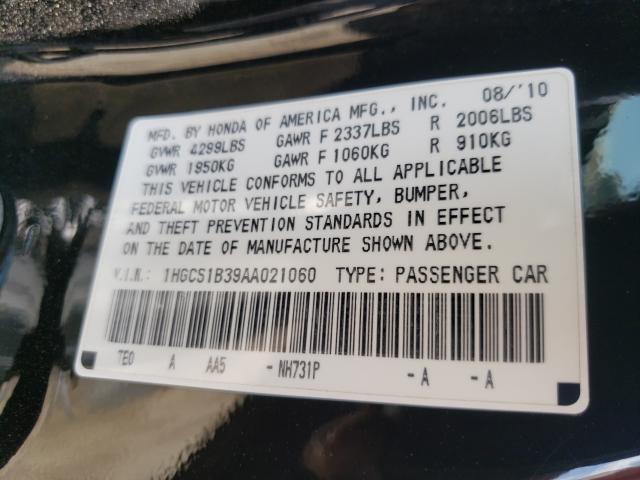 MFD. BY HONDA OF AMERICA MFG., INC. 08/'10
GVWR 4299LBS GAWR F 2337LBS R 2006LBS
GVWR 1950KG GAWR F 1060KG R 910KG
THIS VEHICLE CONFORMS TO ALL APPLICABLE
FEDERAL MOTOR VEHICLE SAFETY, BUMPER,
AND THEFT PREVENTION STANDARDS IN EFFECT
ON THE DATE OF MANUFACTURE SHOWN ABOVE.
V.I.N.: 1HGCS1B39AA021060 TYPE: PASSENGER CAR
TE0 A AA5 - NH731P - A - A